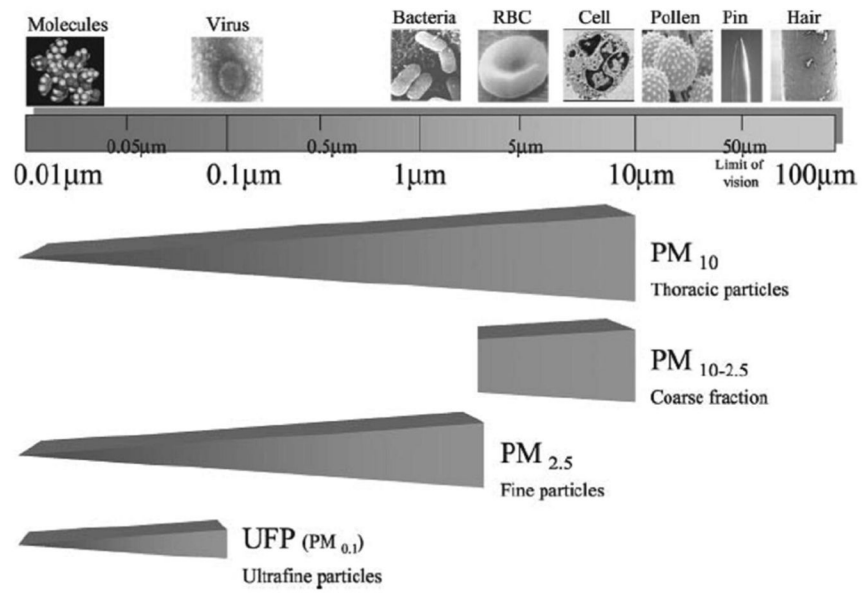 Molecules Virus Bacteria RBC Cell Pollen Pin Hair
0.05μm 0.5μm 5μm 50μm
0.01μm 0.1μm 1μm 10μm Limit of vision 100μm
PM 10
Thoracic particles
PM 10-2.5
Coarse fraction
PM 2.5
Fine particles
UFP (PM 0.1)
Ultrafine particles